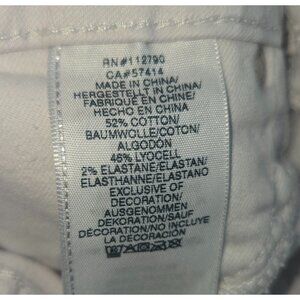 RN#112790
CA#57414
MADE IN CHINA/
HERGESTELLT IN CHINA/
FABRIQUÉ EN CHINE/
HECHO EN CHINA
52% COTTON/
BAUMWOLLE/COTON/
ALGODÓN
46% LYOCELL
2% ELASTANE/ELASTAN/
ELASTHANNE/ELASTANO
EXCLUSIVE OF
DECORATION/
AUSGENOMMEN
DEKORATION/SAUF
DÉCORATION/NO INCLUYE
LA DECORACIÓN